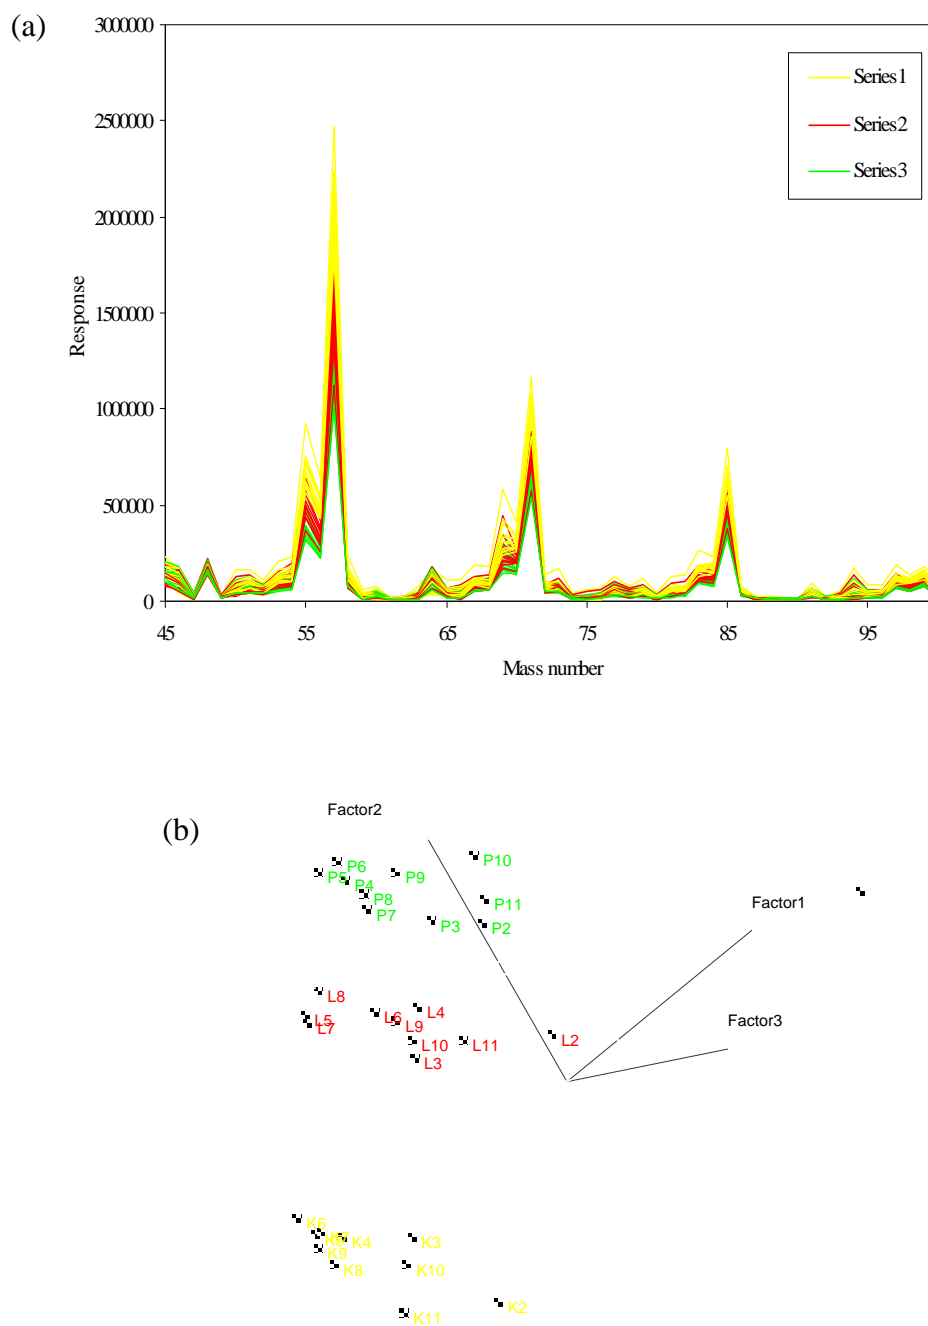 (a)
3000000
2500000
2000000
1500000
1000000
500000
0
Response
45 55 65 75 85 95
Mass number
Series1
Series2
Series3
(b)
Factor2
Factor1
Factor3
P6
P5
P4
P9
P10
P8
P7
P11
P3
P2
L8
L5
L7
L6
L9
L4
L10
L11
L3
L2
K6
K7
K4
K3
K9
K8
K10
K2
K11